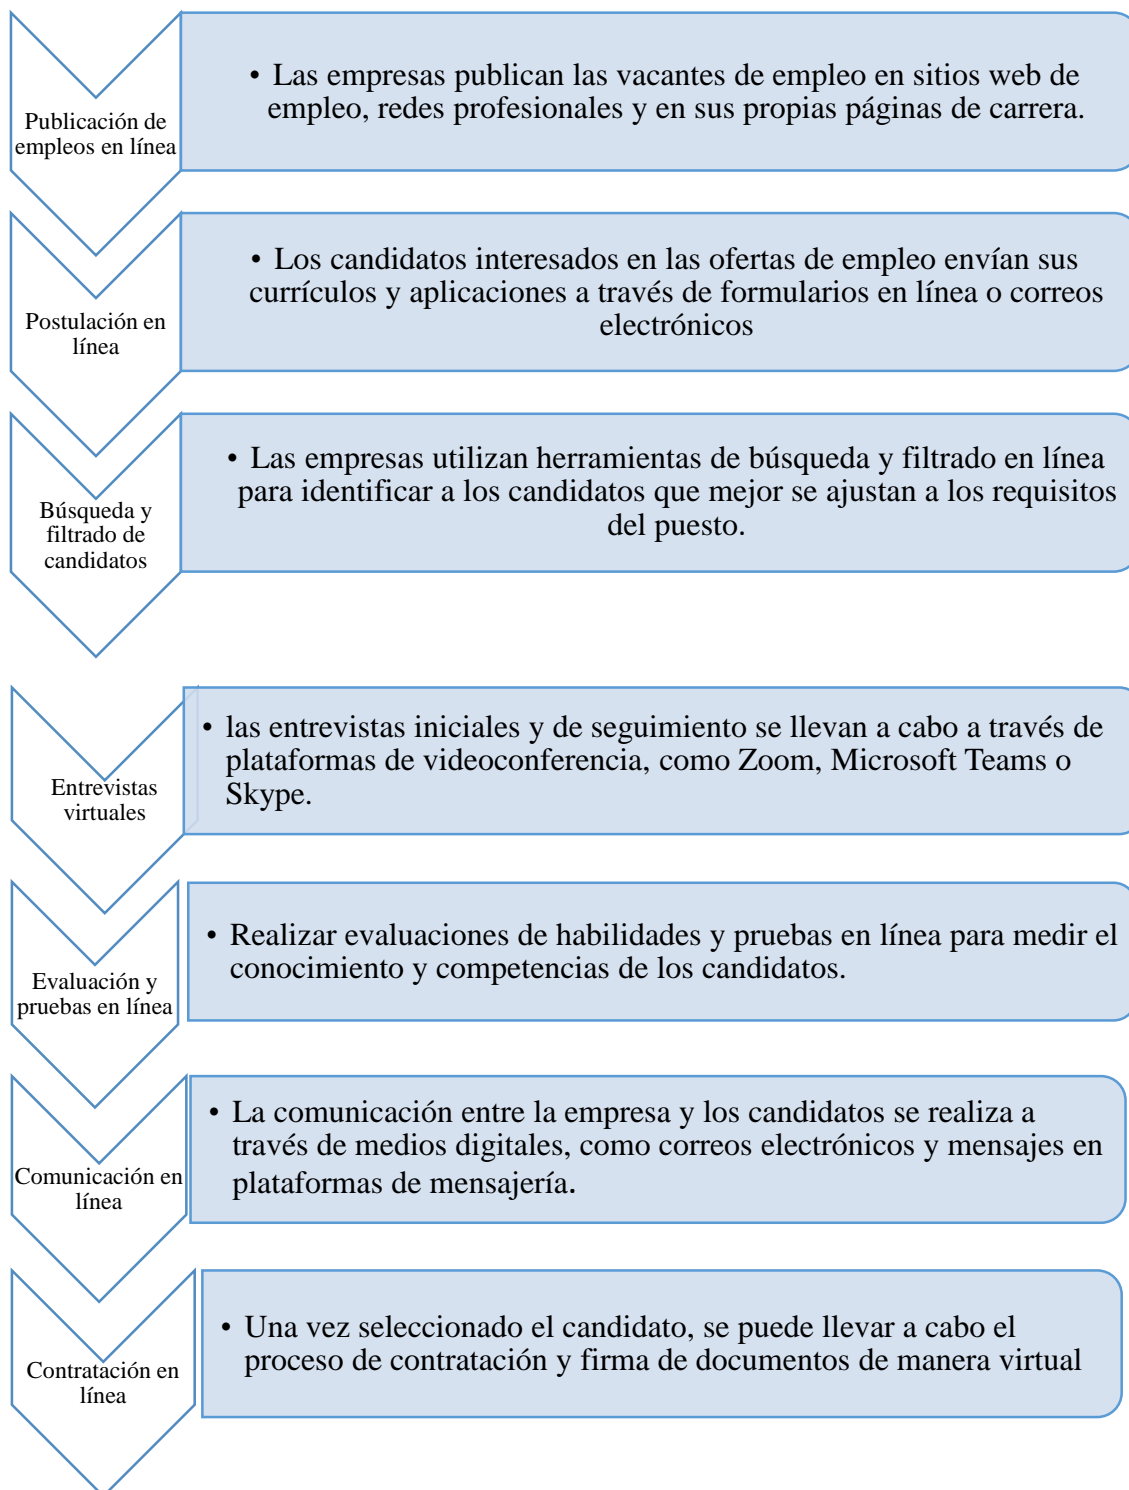 Publicación de
empleos en línea
• Las empresas publican las vacantes de empleo en sitios web de
empleo, redes profesionales y en sus propias páginas de carrera.
Postulación en
línea
• Los candidatos interesados en las ofertas de empleo envían sus
currículos y aplicaciones a través de formularios en línea o correos
electrónicos
Búsqueda y
filtrado de
candidatos
• Las empresas utilizan herramientas de búsqueda y filtrado en línea
para identificar a los candidatos que mejor se ajustan a los requisitos
del puesto.
Entrevistas
virtuales
• las entrevistas iniciales y de seguimiento se llevan a cabo a través de
plataformas de videoconferencia, como Zoom, Microsoft Teams o
Skype.
Evaluación y
pruebas en línea
• Realizar evaluaciones de habilidades y pruebas en línea para medir el
conocimiento y competencias de los candidatos.
Comunicación en
línea
• La comunicación entre la empresa y los candidatos se realiza a
través de medios digitales, como correos electrónicos y mensajes en
plataformas de mensajería.
Contratación en
línea
• Una vez seleccionado el candidato, se puede llevar a cabo el
proceso de contratación y firma de documentos de manera virtual